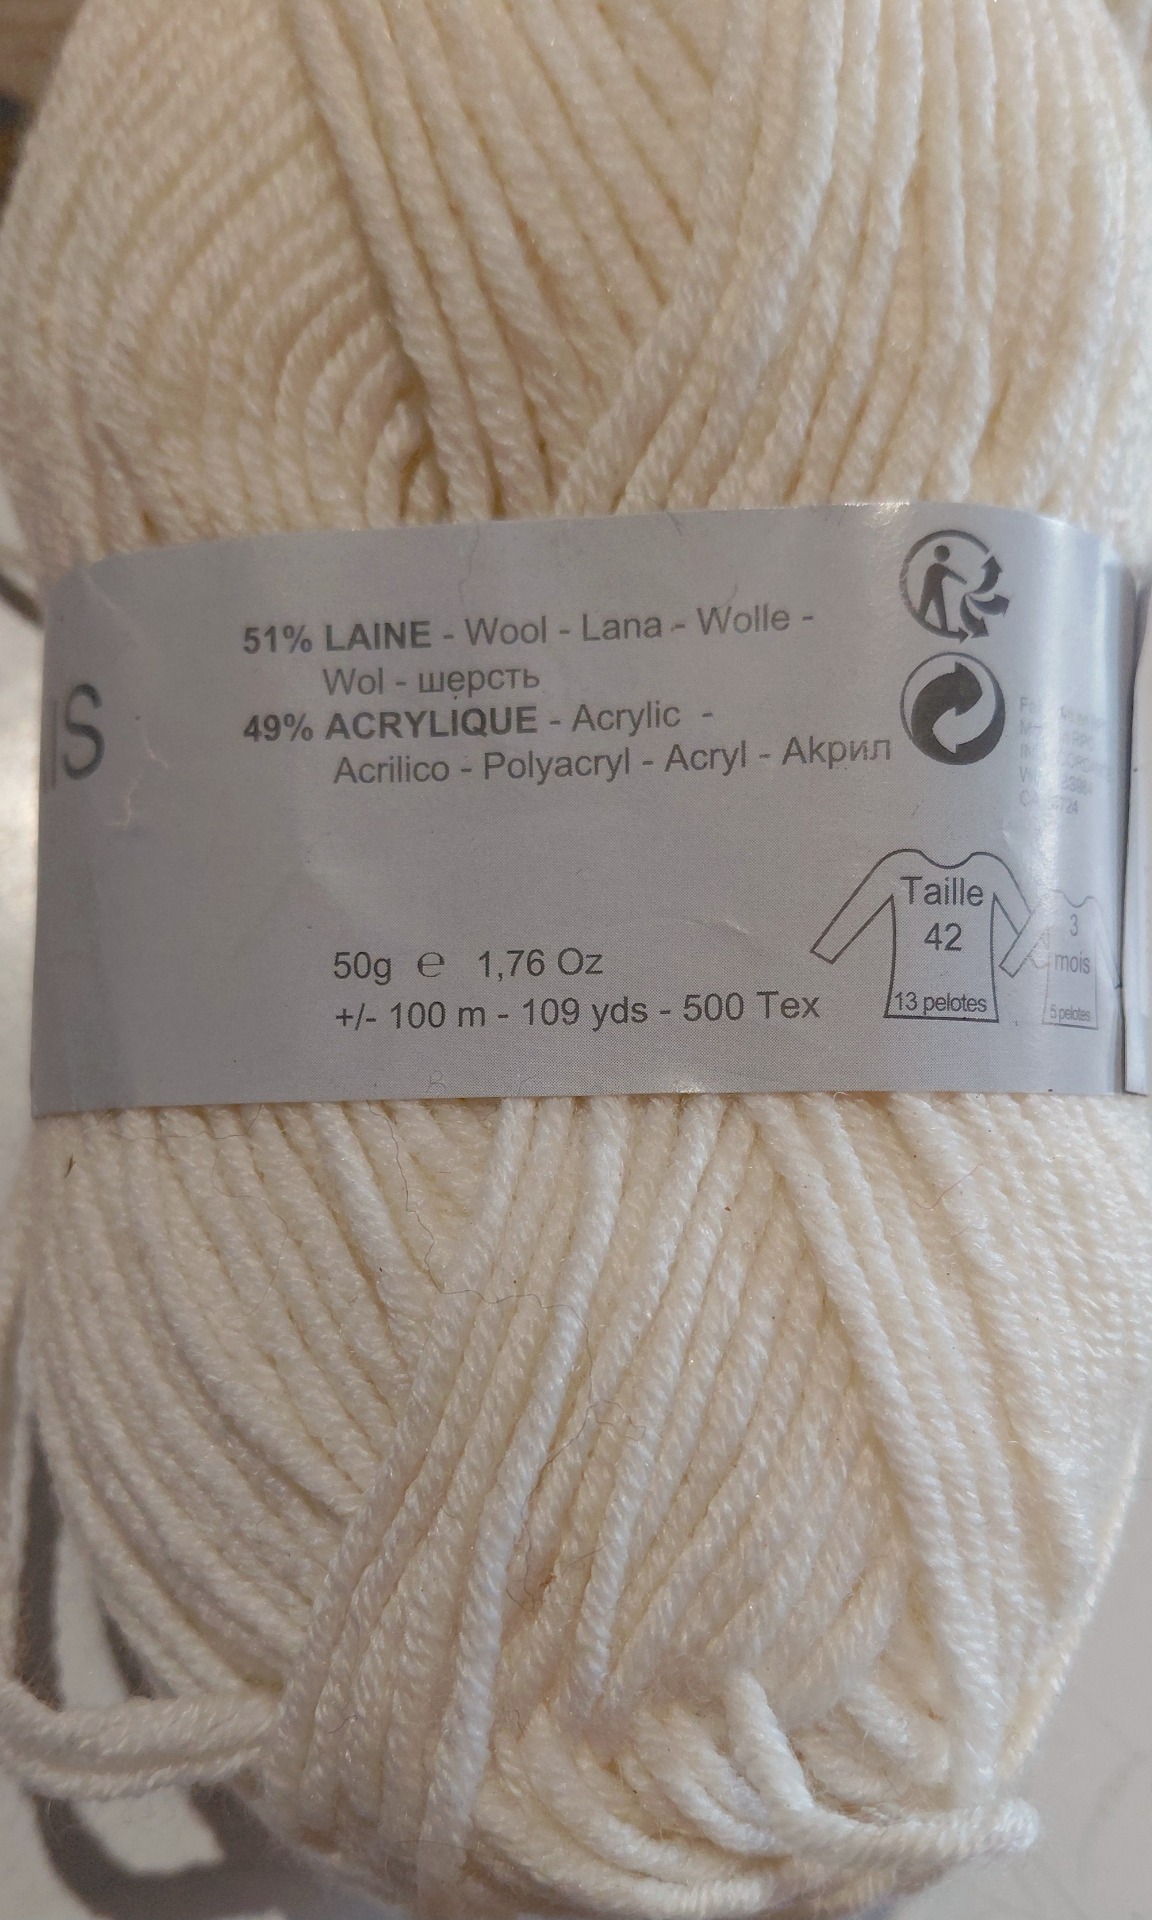 IS
51% LAINE - Wool - Lana - Wolle -
Wol - шерсть
49% ACRYLIQUE - Acrylic -
Acrilico - Polyacryl - Acryl - Акрил
50g ℮ 1,76 Oz
+/- 100 m - 109 yds - 500 Tex
Taille
42
13 pelotes
3
mois
5 pelotes